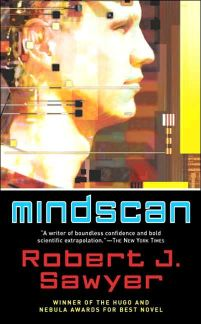 mindscan
"A writer of boundless confidence and bold
scientific extrapolation."—The New York Times
Robert J.
Sawyer
WINNER OF THE HUGO AND
NEBULA AWARDS FOR BEST NOVEL